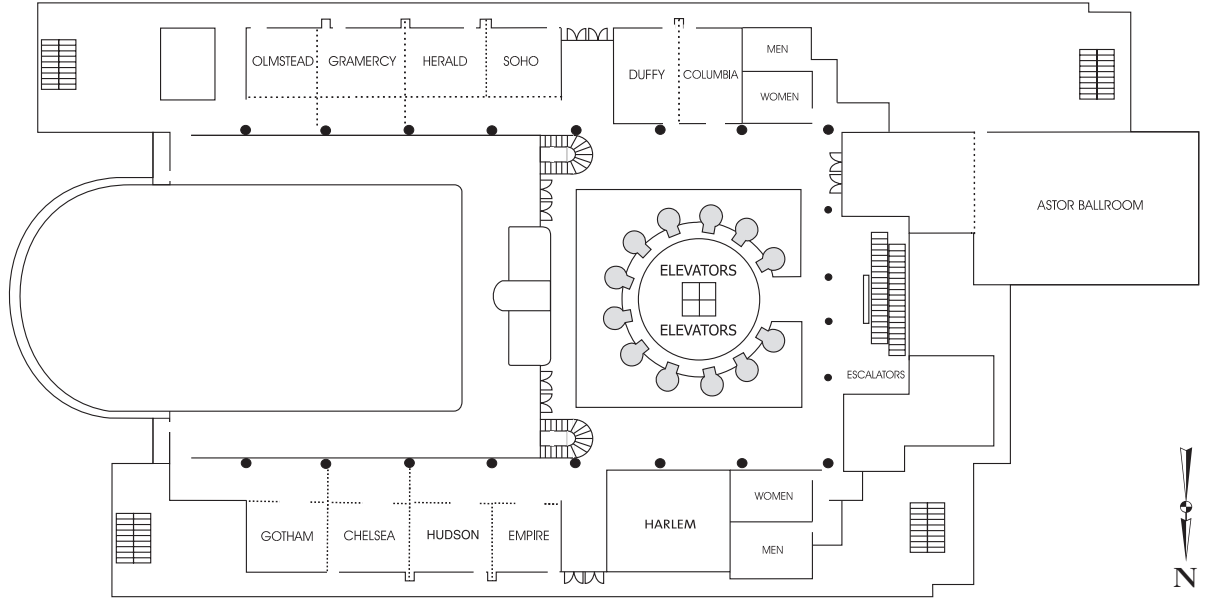 MEN
OLMSTEAD GRAMERCY HERALD SOHO DUFFY COLUMBIA
WOMEN
ASTOR BALLROOM
ELEVATORS
ELEVATORS
ESCALATORS
WOMEN
HARLEM
GOTHAM CHELSEA HUDSON EMPIRE
MEN
N